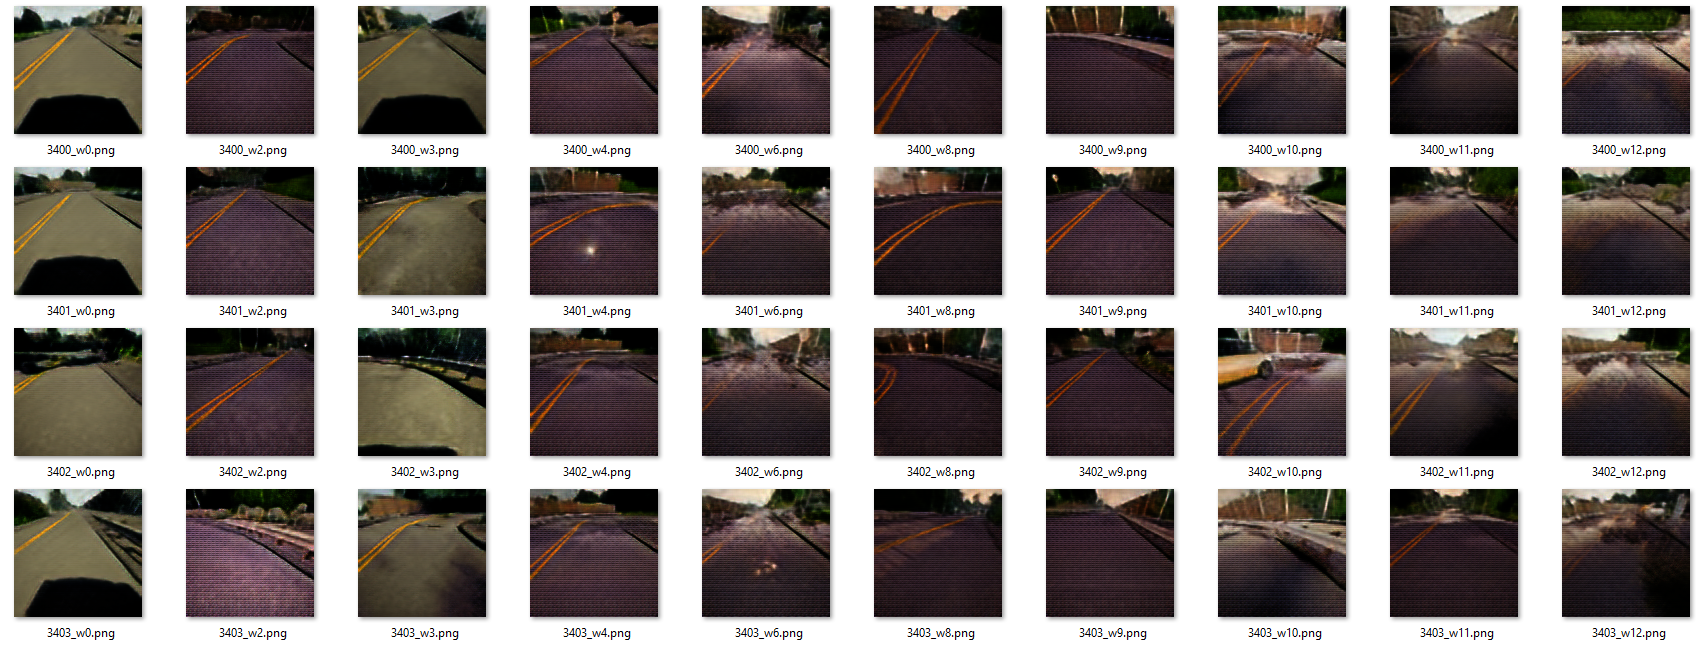 3400_w0.png 3400_w2.png 3400_w3.png 3400_w4.png 3400_w6.png 3400_w8.png 3400_w9.png 3400_w10.png 3400_w11.png 3400_w12.png
3401_w0.png 3401_w2.png 3401_w3.png 3401_w4.png 3401_w6.png 3401_w8.png 3401_w9.png 3401_w10.png 3401_w11.png 3401_w12.png
3402_w0.png 3402_w2.png 3402_w3.png 3402_w4.png 3402_w6.png 3402_w8.png 3402_w9.png 3402_w10.png 3402_w11.png 3402_w12.png
3403_w0.png 3403_w2.png 3403_w3.png 3403_w4.png 3403_w6.png 3403_w8.png 3403_w9.png 3403_w10.png 3403_w11.png 3403_w12.png